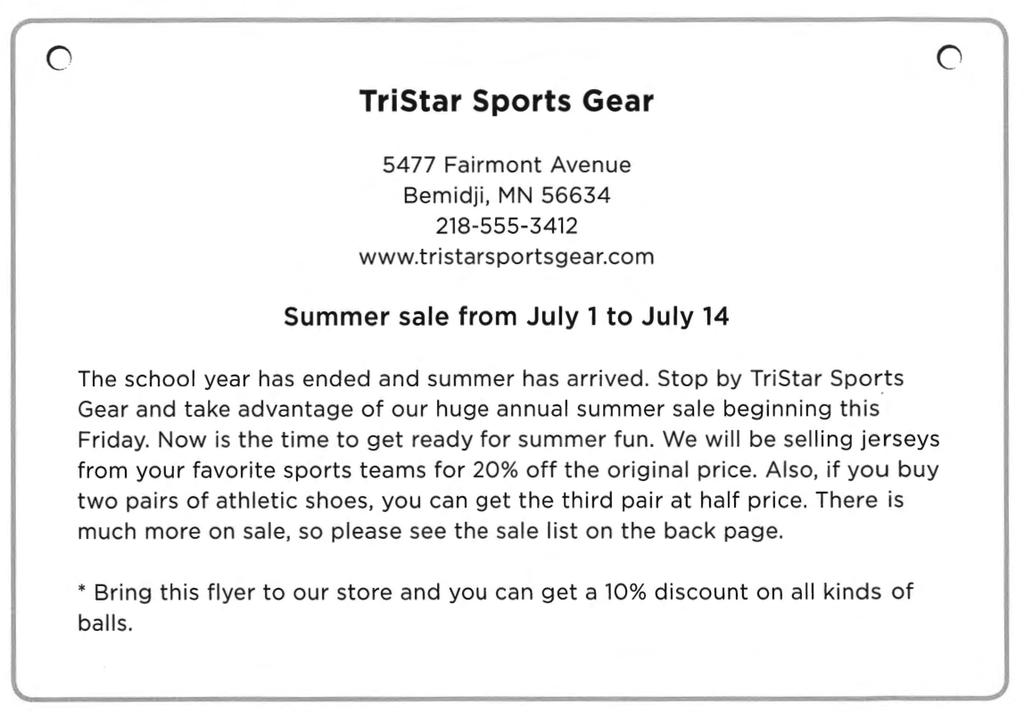 TriStar Sports Gear
5477 Fairmont Avenue
Bemidji, MN 56634
218-555-3412
www.tristarsportsgear.com
Summer sale from July 1 to July 14
The school year has ended and summer has arrived. Stop by TriStar Sports
Gear and take advantage of our huge annual summer sale beginning this
Friday. Now is the time to get ready for summer fun. We will be selling jerseys
from your favorite sports teams for 20% off the original price. Also, if you buy
two pairs of athletic shoes, you can get the third pair at half price. There is
much more on sale, so please see the sale list on the back page.
* Bring this flyer to our store and you can get a 10% discount on all kinds of
balls.